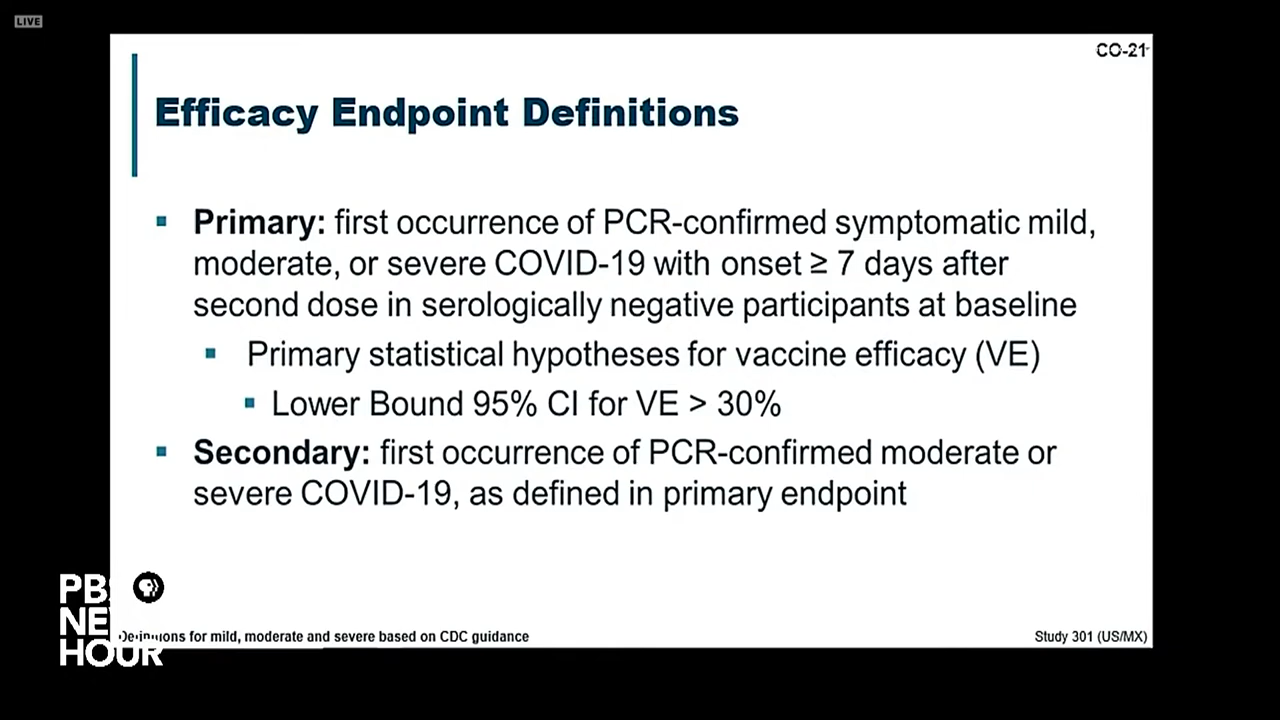 LIVE
CO-21
Efficacy Endpoint Definitions
Primary: first occurrence of PCR-confirmed symptomatic mild,
moderate, or severe COVID-19 with onset ≥ 7 days after
second dose in serologically negative participants at baseline
Primary statistical hypotheses for vaccine efficacy (VE)
Lower Bound 95% CI for VE > 30%
Secondary: first occurrence of PCR-confirmed moderate or
severe COVID-19, as defined in primary endpoint
PBS
NEWS
HOUR
Definitions for mild, moderate and severe based on CDC guidance
Study 301 (US/MX)